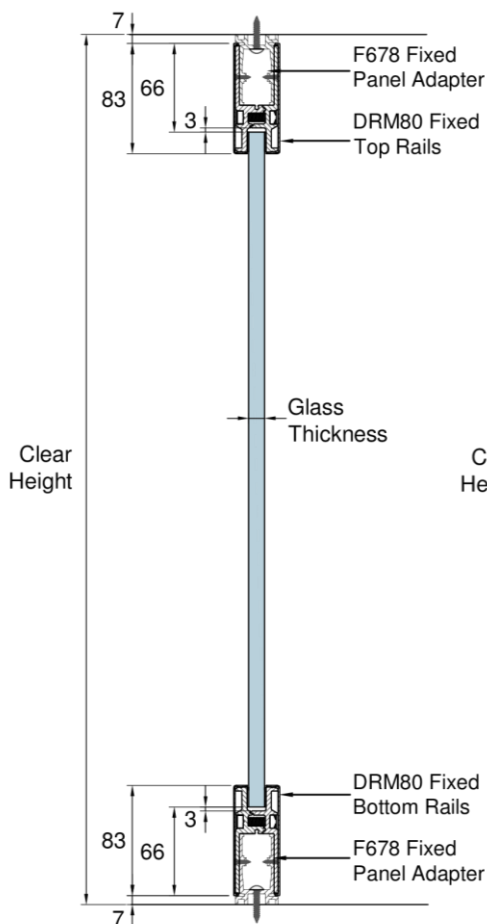 7
F678 Fixed
Panel Adapter
66
83
3
DRM80 Fixed
Top Rails
Glass
Thickness
Clear
Height
C
He
DRM80 Fixed
Bottom Rails
3
83
66
F678 Fixed
Panel Adapter
7